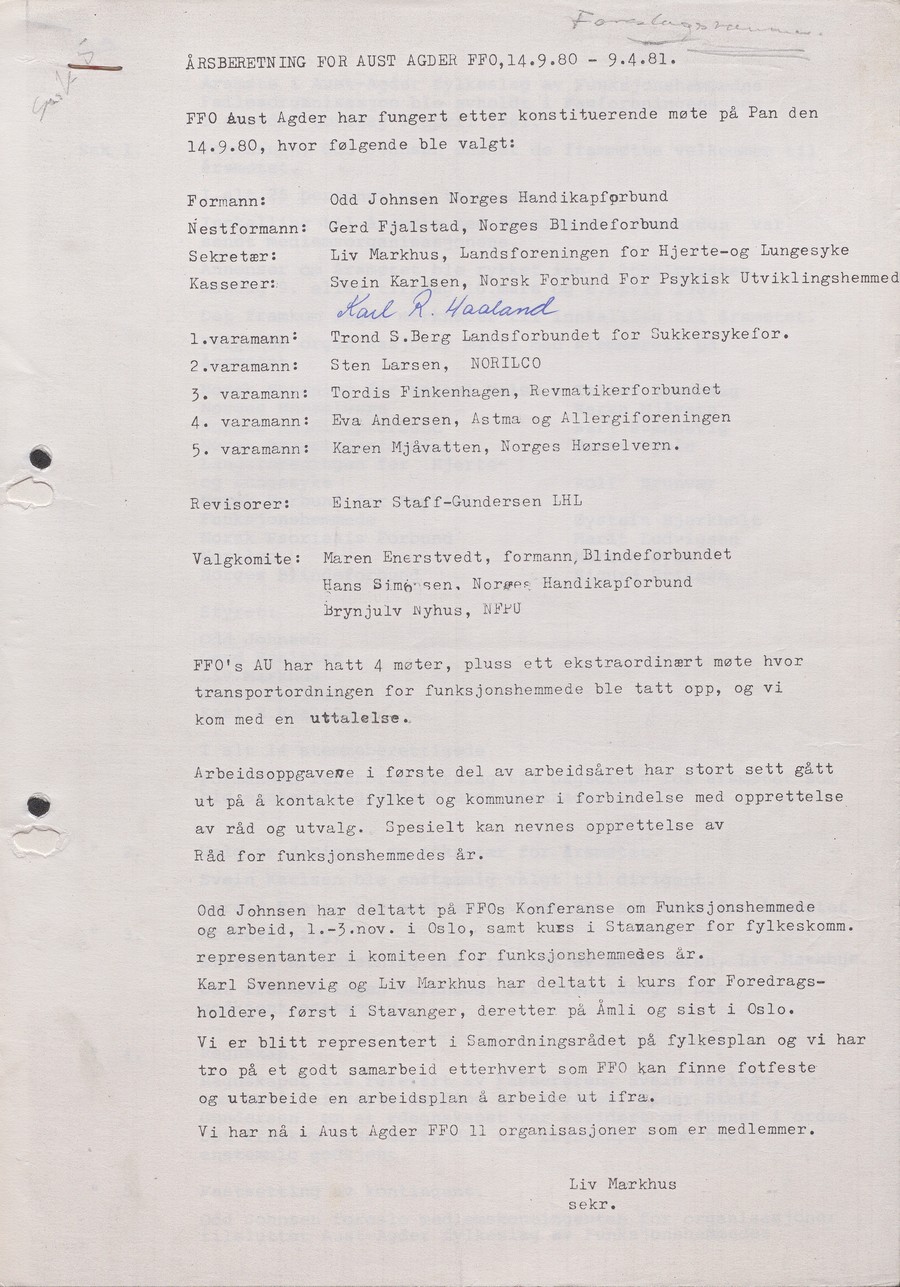 ÅRSBERETNING FOR AUST AGDER FFO,14.9.80 - 9.4.81.
FFO Aust Agder har fungert etter konstituerende møte på Pan den
14.9.80, hvor følgende ble valgt:
Formann: Odd Johnsen Norges Handikapførbund
Nestformann: Gerd Fjalstad, Norges Blindeforbund
Sekretær: Liv Markhus, Landsforeningen for Hjerte-og Lungesyke
Kasserer: Svein Karlsen, Norsk Forbund For Psykisk Utviklingshemmed
Karl R. Haaland
1.varamann: Trond S.Berg Landsforbundet for Sukkersykefor.
2.varamann: Sten Larsen, NORILCO
3. varamann: Tordis Finkenhagen, Revmatikerforbundet
4. varamann: Eva Andersen, Astma og Allergiforeningen
5. varamann: Karen Mjåvatten, Norges Hørselvern.
Revisorer: Einar Staff-Gundersen LHL
Valgkomite: Maren Enerstvedt, formann, Blindeforbundet
Hans Simonsen, Norges Handikapforbund
Brynjulv Nyhus, NFPU
FFO's AU har hatt 4 møter, pluss ett ekstraordinært møte hvor
transportordningen for funksjonshemmede ble tatt opp, og vi
kom med en uttalelse.
Arbeidsoppgavene i første del av arbeidsåret har stort sett gått
ut på å kontakte fylket og kommuner i forbindelse med opprettelse
av råd og utvalg. Spesielt kan nevnes opprettelse av
Råd for funksjonshemmedes år.
Odd Johnsen har deltatt på FFOs Konferanse om Funksjonshemmede
og arbeid, 1.-3.nov. i Oslo, samt kurs i Stavanger for fylkeskomm.
representanter i komiteen for funksjonshemmedes år.
Karl Svennevig og Liv Markhus har deltatt i kurs for Foredrags-
holdere, først i Stavanger, deretter på Åmli og sist i Oslo.
Vi er blitt representert i Samordningsrådet på fylkesplan og vi har
tro på et godt samarbeid etterhvert som FFO kan finne fotfeste
og utarbeide en arbeidsplan å arbeide ut ifra.
Vi har nå i Aust Agder FFO 11 organisasjoner som er medlemmer.
Liv Markhus
sekr.